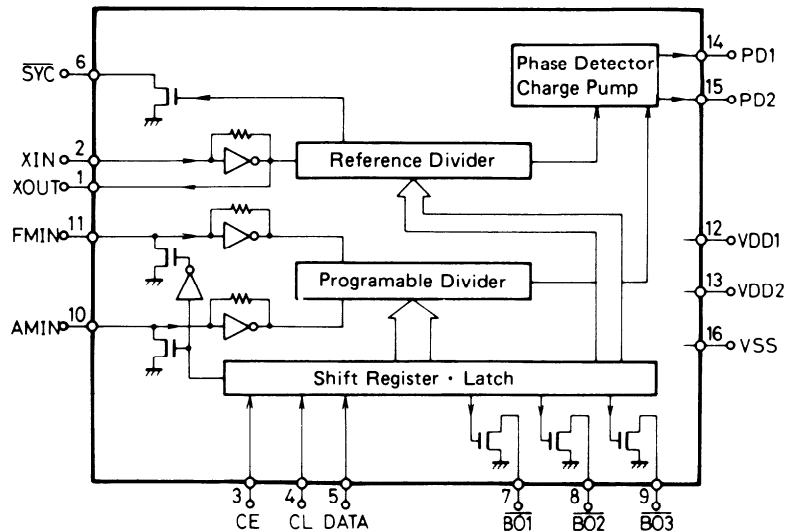 6
SYC
14
PD1
Phase Detector
Charge Pump
15
PD2
2
XIN
Reference Divider
1
XOUT
11
FMIN
12
VDD1
Programable Divider
13
VDD2
10
AMIN
16
VSS
Shift Register · Latch
3
4
5
7
8
9
CE
CL
DATA
BO1
BO2
BO3